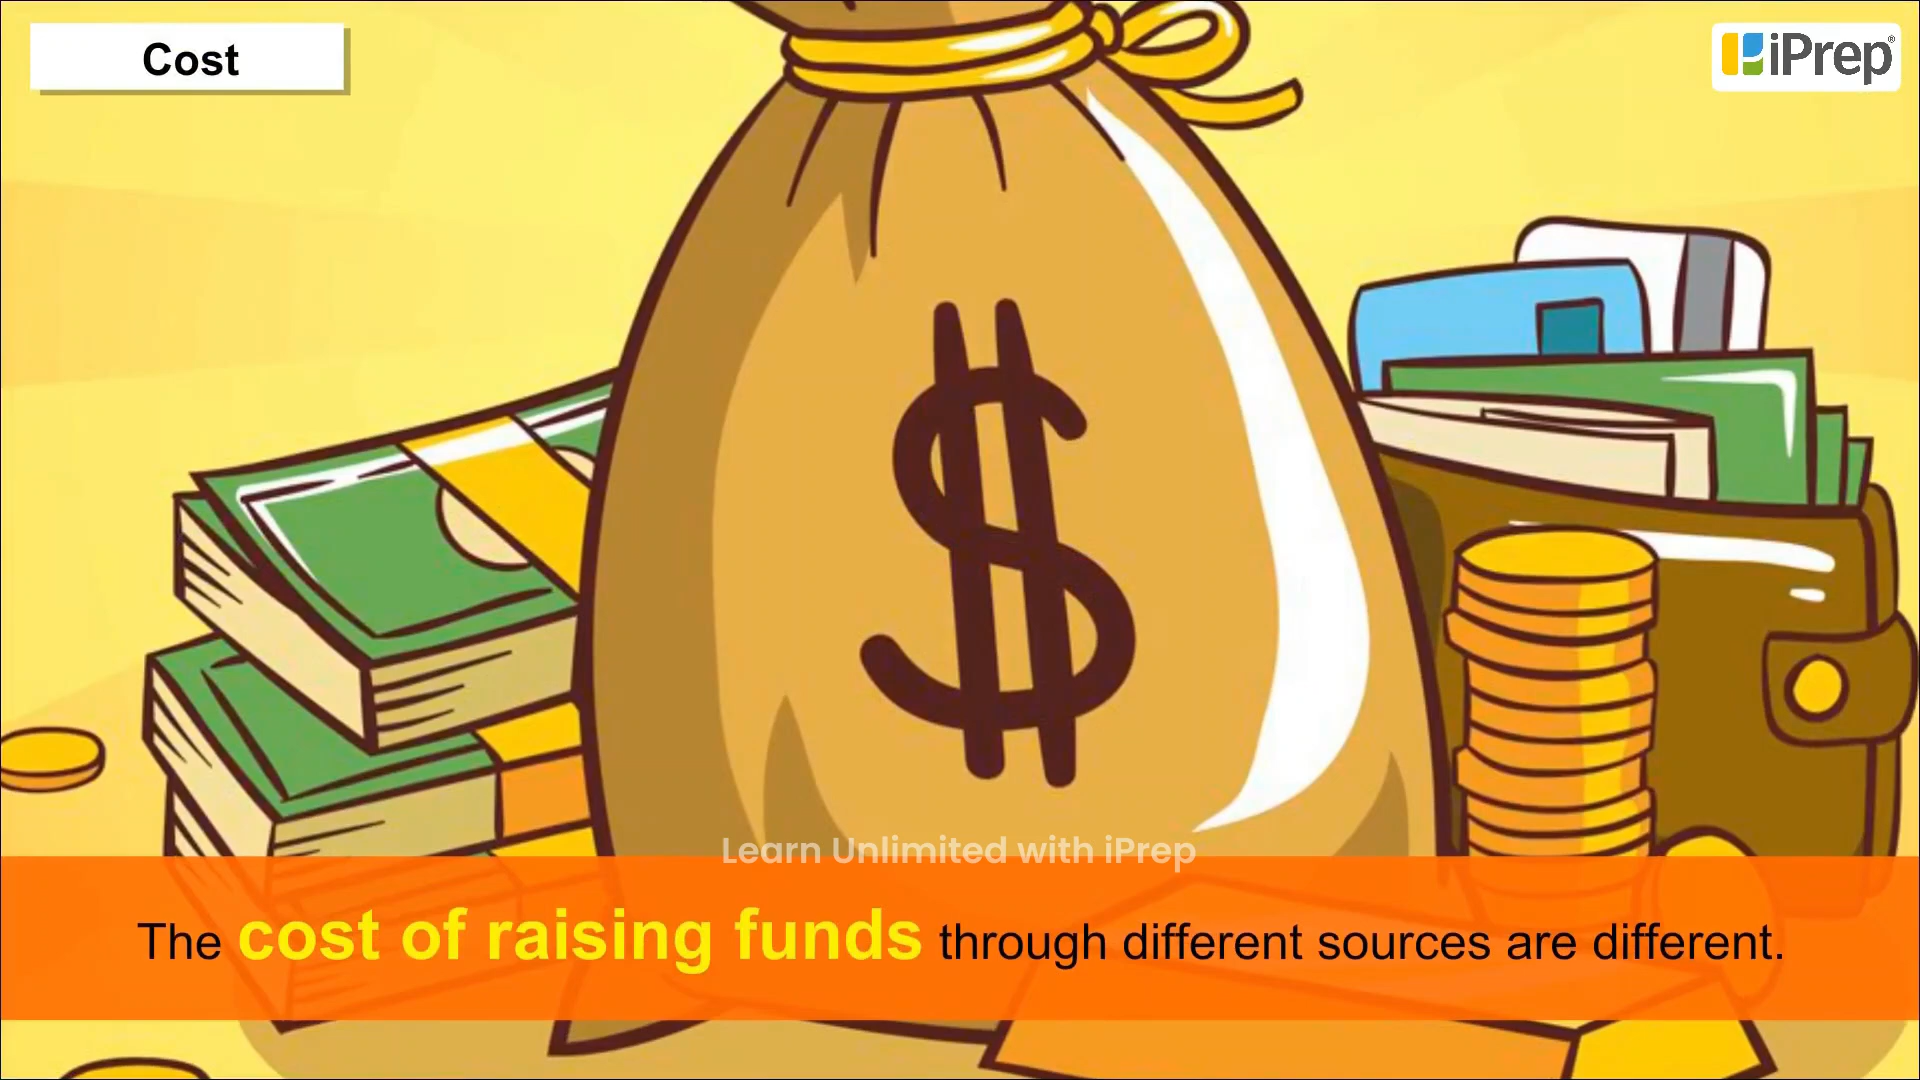 Cost
iPrep®
Learn Unlimited with iPrep
The cost of raising funds through different sources are different.